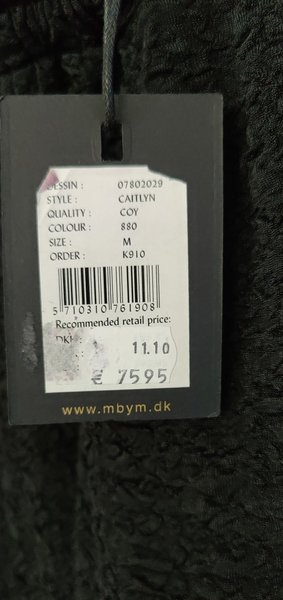 DESSIN : 07802029
STYLE : CAITLYN
QUALITY : COY
COLOUR : 880
SIZE : M
ORDER : K910
5 710310 761908
Recommended retail price:
11.10
€ 7595
www.mbym.dk